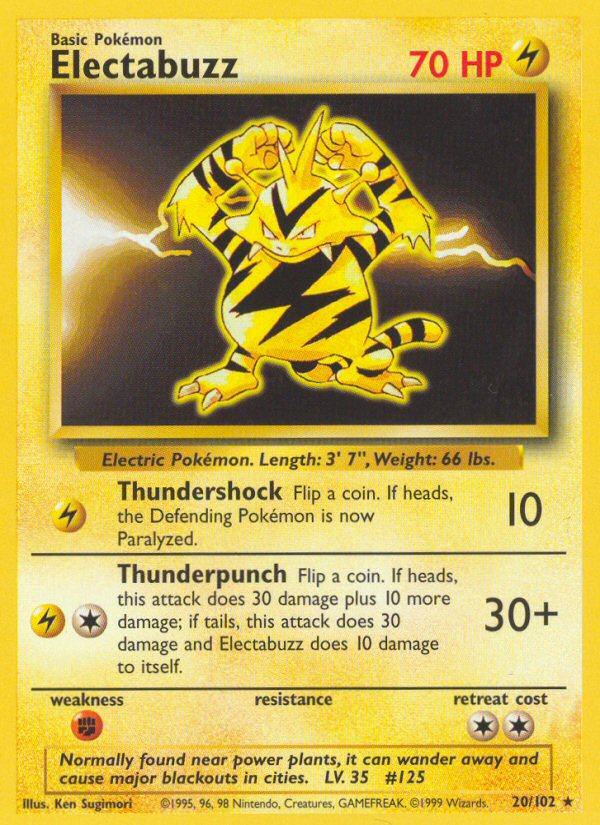 Basic Pokémon
Electabuzz 70 HP
Electric Pokémon. Length: 3' 7", Weight: 66 lbs.
Thundershock Flip a coin. If heads,
the Defending Pokémon is now
Paralyzed.
10
Thunderpunch Flip a coin. If heads,
this attack does 30 damage plus 10 more
damage; if tails, this attack does 30
damage and Electabuzz does 10 damage
to itself.
30+
weakness resistance retreat cost
Normally found near power plants, it can wander away and
cause major blackouts in cities. LV. 35 #125
Illus. Ken Sugimori ©1995, 96, 98 Nintendo, Creatures, GAMEFREAK. ©1999 Wizards. 20/102 ★